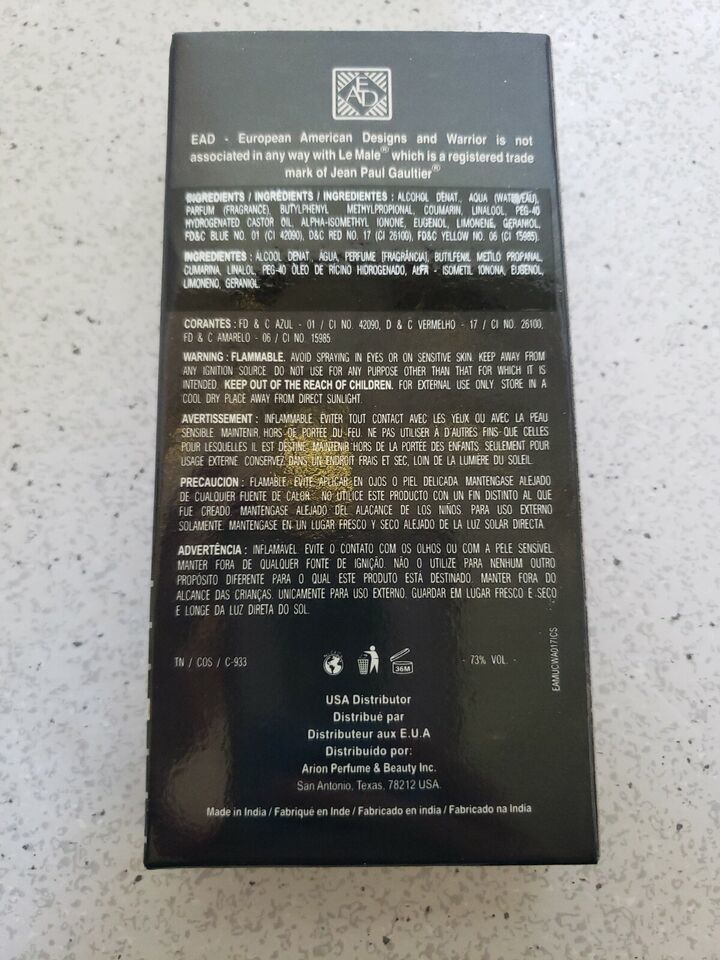 EAD
EAD - European American Designs and Warrior is not
associated in any way with Le Male® which is a registered trade
mark of Jean Paul Gaultier®
INGREDIENTS / INGRÉDIENTS / INGREDIENTES : ALCOHOL DENAT., AQUA (WATER/EAU),
PARFUM (FRAGRANCE), BUTYLPHENYL METHYLPROPIONAL, COUMARIN, LINALOOL, PEG-40
HYDROGENATED CASTOR OIL, ALPHA-ISOMETHYL IONONE, EUGENOL, LIMONENE, GERANIOL,
FD&C BLUE NO. 01 (CI 42090), D&C RED NO. 17 (CI 26100), FD&C YELLOW NO. 06 (CI 15985).
INGREDIENTES : ÁLCOOL DENAT., ÁGUA, PERFUME [FRAGRÂNCIA], BUTILFENIL METILO PROPANAL,
CUMARINA, LINALOL, PEG-40 ÓLEO DE RÍCINO HIDROGENADO, ALFA - ISOMETIL IONONA, EUGENOL,
LIMONENO, GERANIOL.
CORANTES : FD & C AZUL - 01 / CI NO. 42090, D & C VERMELHO - 17 / CI NO. 26100,
FD & C AMARELO - 06 / CI NO. 15985.
WARNING : FLAMMABLE. AVOID SPRAYING IN EYES OR ON SENSITIVE SKIN. KEEP AWAY FROM
ANY IGNITION SOURCE. DO NOT USE FOR ANY PURPOSE OTHER THAN THAT FOR WHICH IT IS
INTENDED. KEEP OUT OF THE REACH OF CHILDREN. FOR EXTERNAL USE ONLY. STORE IN A
COOL DRY PLACE AWAY FROM DIRECT SUNLIGHT.
AVERTISSEMENT : INFLAMMABLE. EVITER TOUT CONTACT AVEC LES YEUX OU AVEC LA PEAU
SENSIBLE. MAINTENIR HORS DE PORTEE DU FEU. NE PAS UTILISER À D'AUTRES FINS QUE CELLES
POUR LESQUELLES IL EST DESTINE. MAINTENIR HORS DE LA PORTEE DES ENFANTS. SEULEMENT POUR
USAGE EXTERNE. CONSERVEZ DANS UN ENDROIT FRAIS ET SEC, LOIN DE LA LUMIERE DU SOLEIL.
PRECAUCION : FLAMABLE. EVITE APLICAR EN OJOS O PIEL DELICADA. MANTENGASE ALEJADO
DE CUALQUIER FUENTE DE CALOR. NO UTILICE ESTE PRODUCTO CON UN FIN DISTINTO AL QUE
FUE CREADO. MANTENGASE ALEJADO DEL ALACANCE DE LOS NIÑOS. PARA USO EXTERNO
SOLAMENTE. MANTENGASE EN UN LUGAR FRESCO Y SECO ALEJADO DE LA LUZ SOLAR DIRECTA.
ADVERTÊNCIA : INFLAMÁVEL. EVITE O CONTATO COM OS OLHOS OU COM A PELE SENSÍVEL.
MANTER FORA DE QUALQUER FONTE DE IGNIÇÃO. NÃO O UTILIZE PARA NENHUM OUTRO
PROPÓSITO DIFERENTE PARA O QUAL ESTE PRODUTO ESTÁ DESTINADO. MANTER FORA DO
ALCANCE DAS CRIANÇAS. UNICAMENTE PARA USO EXTERNO. GUARDAR EM LUGAR FRESCO E SECO
E LONGE DA LUZ DIRETA DO SOL.
TN / COS / C-933
36M
- 73% VOL. -
EAMUCWA017ICS
USA Distributor
Distribué par
Distributeur aux E.U.A
Distribuido por:
Arion Perfume & Beauty Inc.
San Antonio, Texas, 78212 USA.
Made in India / Fabriqué en Inde / Fabricado en india / Fabricado na India